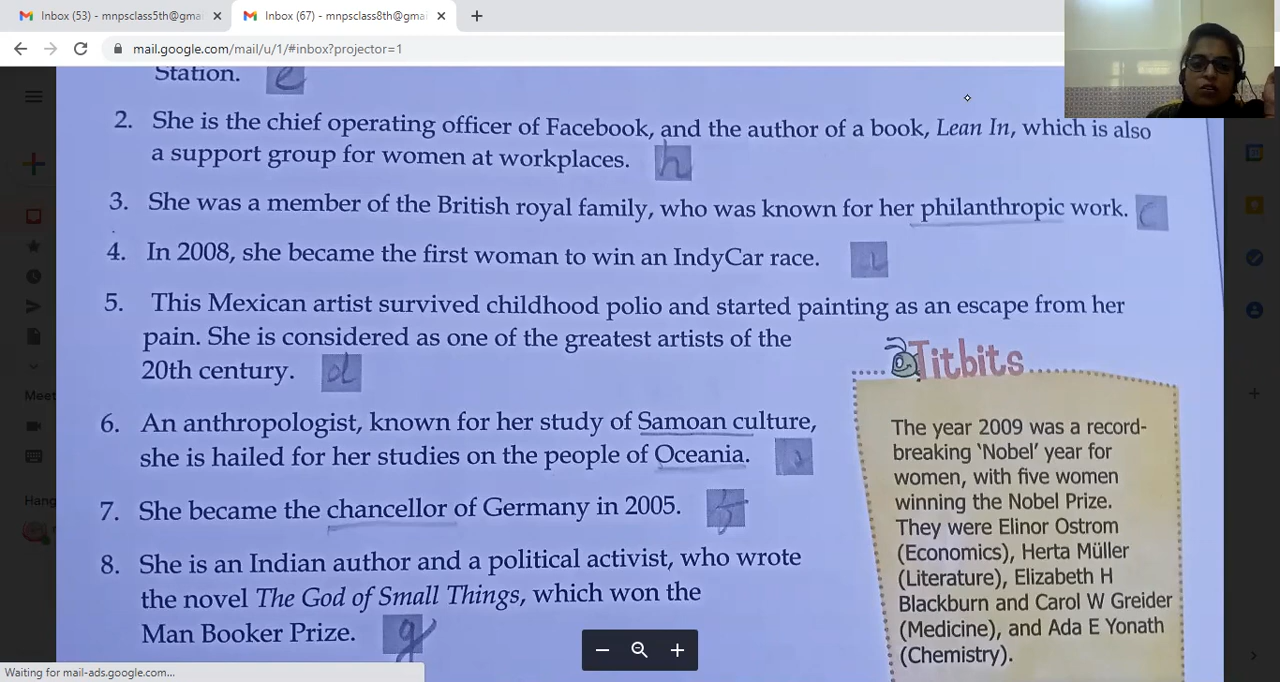 Inbox (53) - mnpsclass5th@gma
Inbox (67) - mnpsclass8th@gma
mail.google.com/mail/u/1/#inbox?projector=1
Station. e
2. She is the chief operating officer of Facebook, and the author of a book, Lean In, which is also
a support group for women at workplaces. h
3. She was a member of the British royal family, who was known for her philanthropic work. c
4. In 2008, she became the first woman to win an IndyCar race.
5. This Mexican artist survived childhood polio and started painting as an escape from her
pain. She is considered as one of the greatest artists of the
20th century. d
6. An anthropologist, known for her study of Samoan culture,
she is hailed for her studies on the people of Oceania.
7. She became the chancellor of Germany in 2005.
8. She is an Indian author and a political activist, who wrote
the novel The God of Small Things, which won the
Man Booker Prize. g
Titbits
The year 2009 was a record-
breaking ‘Nobel’ year for
women, with five women
winning the Nobel Prize.
They were Elinor Ostrom
(Economics), Herta Müller
(Literature), Elizabeth H
Blackburn and Carol W Greider
(Medicine), and Ada E Yonath
(Chemistry).
Meet
Hang
Waiting for mail-ads.google.com...